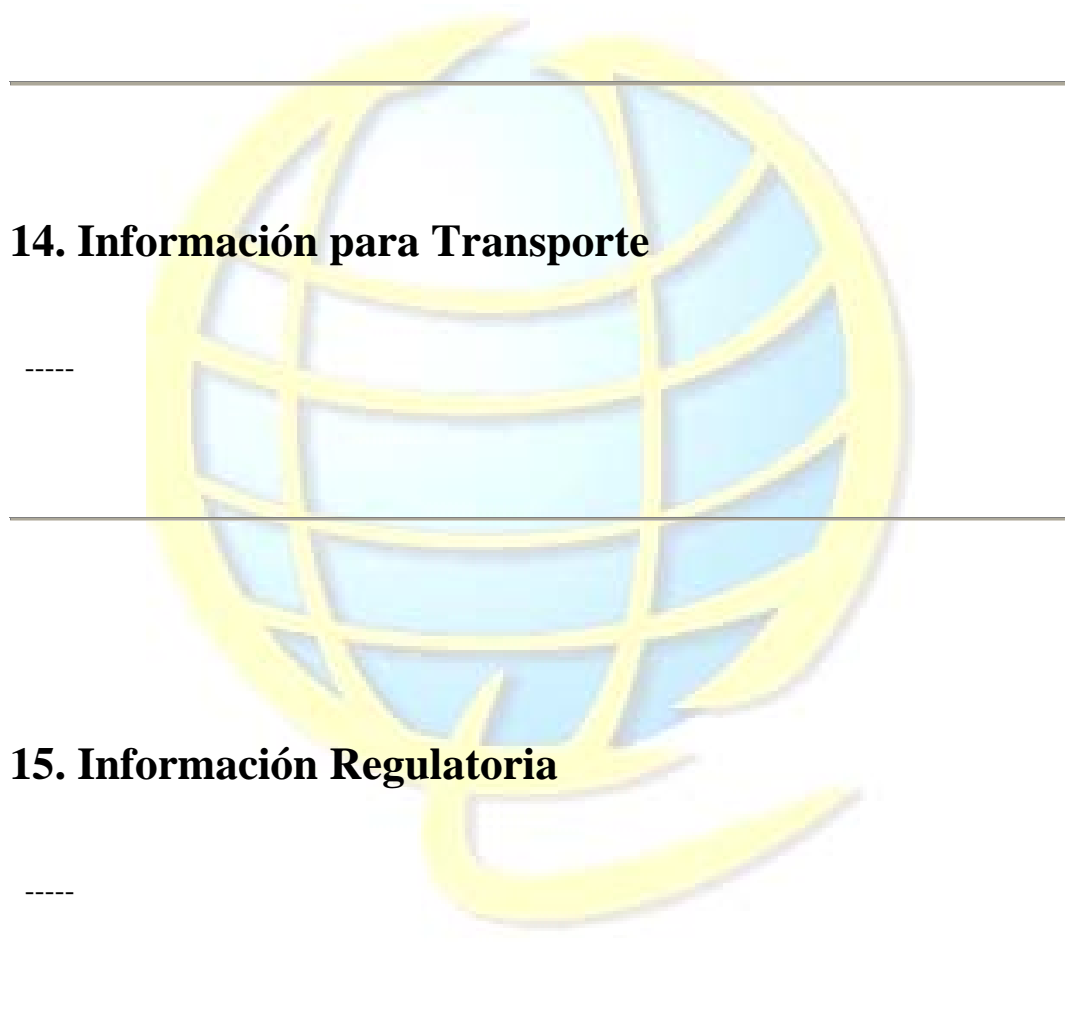 14. Información para Transporte
-----
15. Información Regulatoria
-----